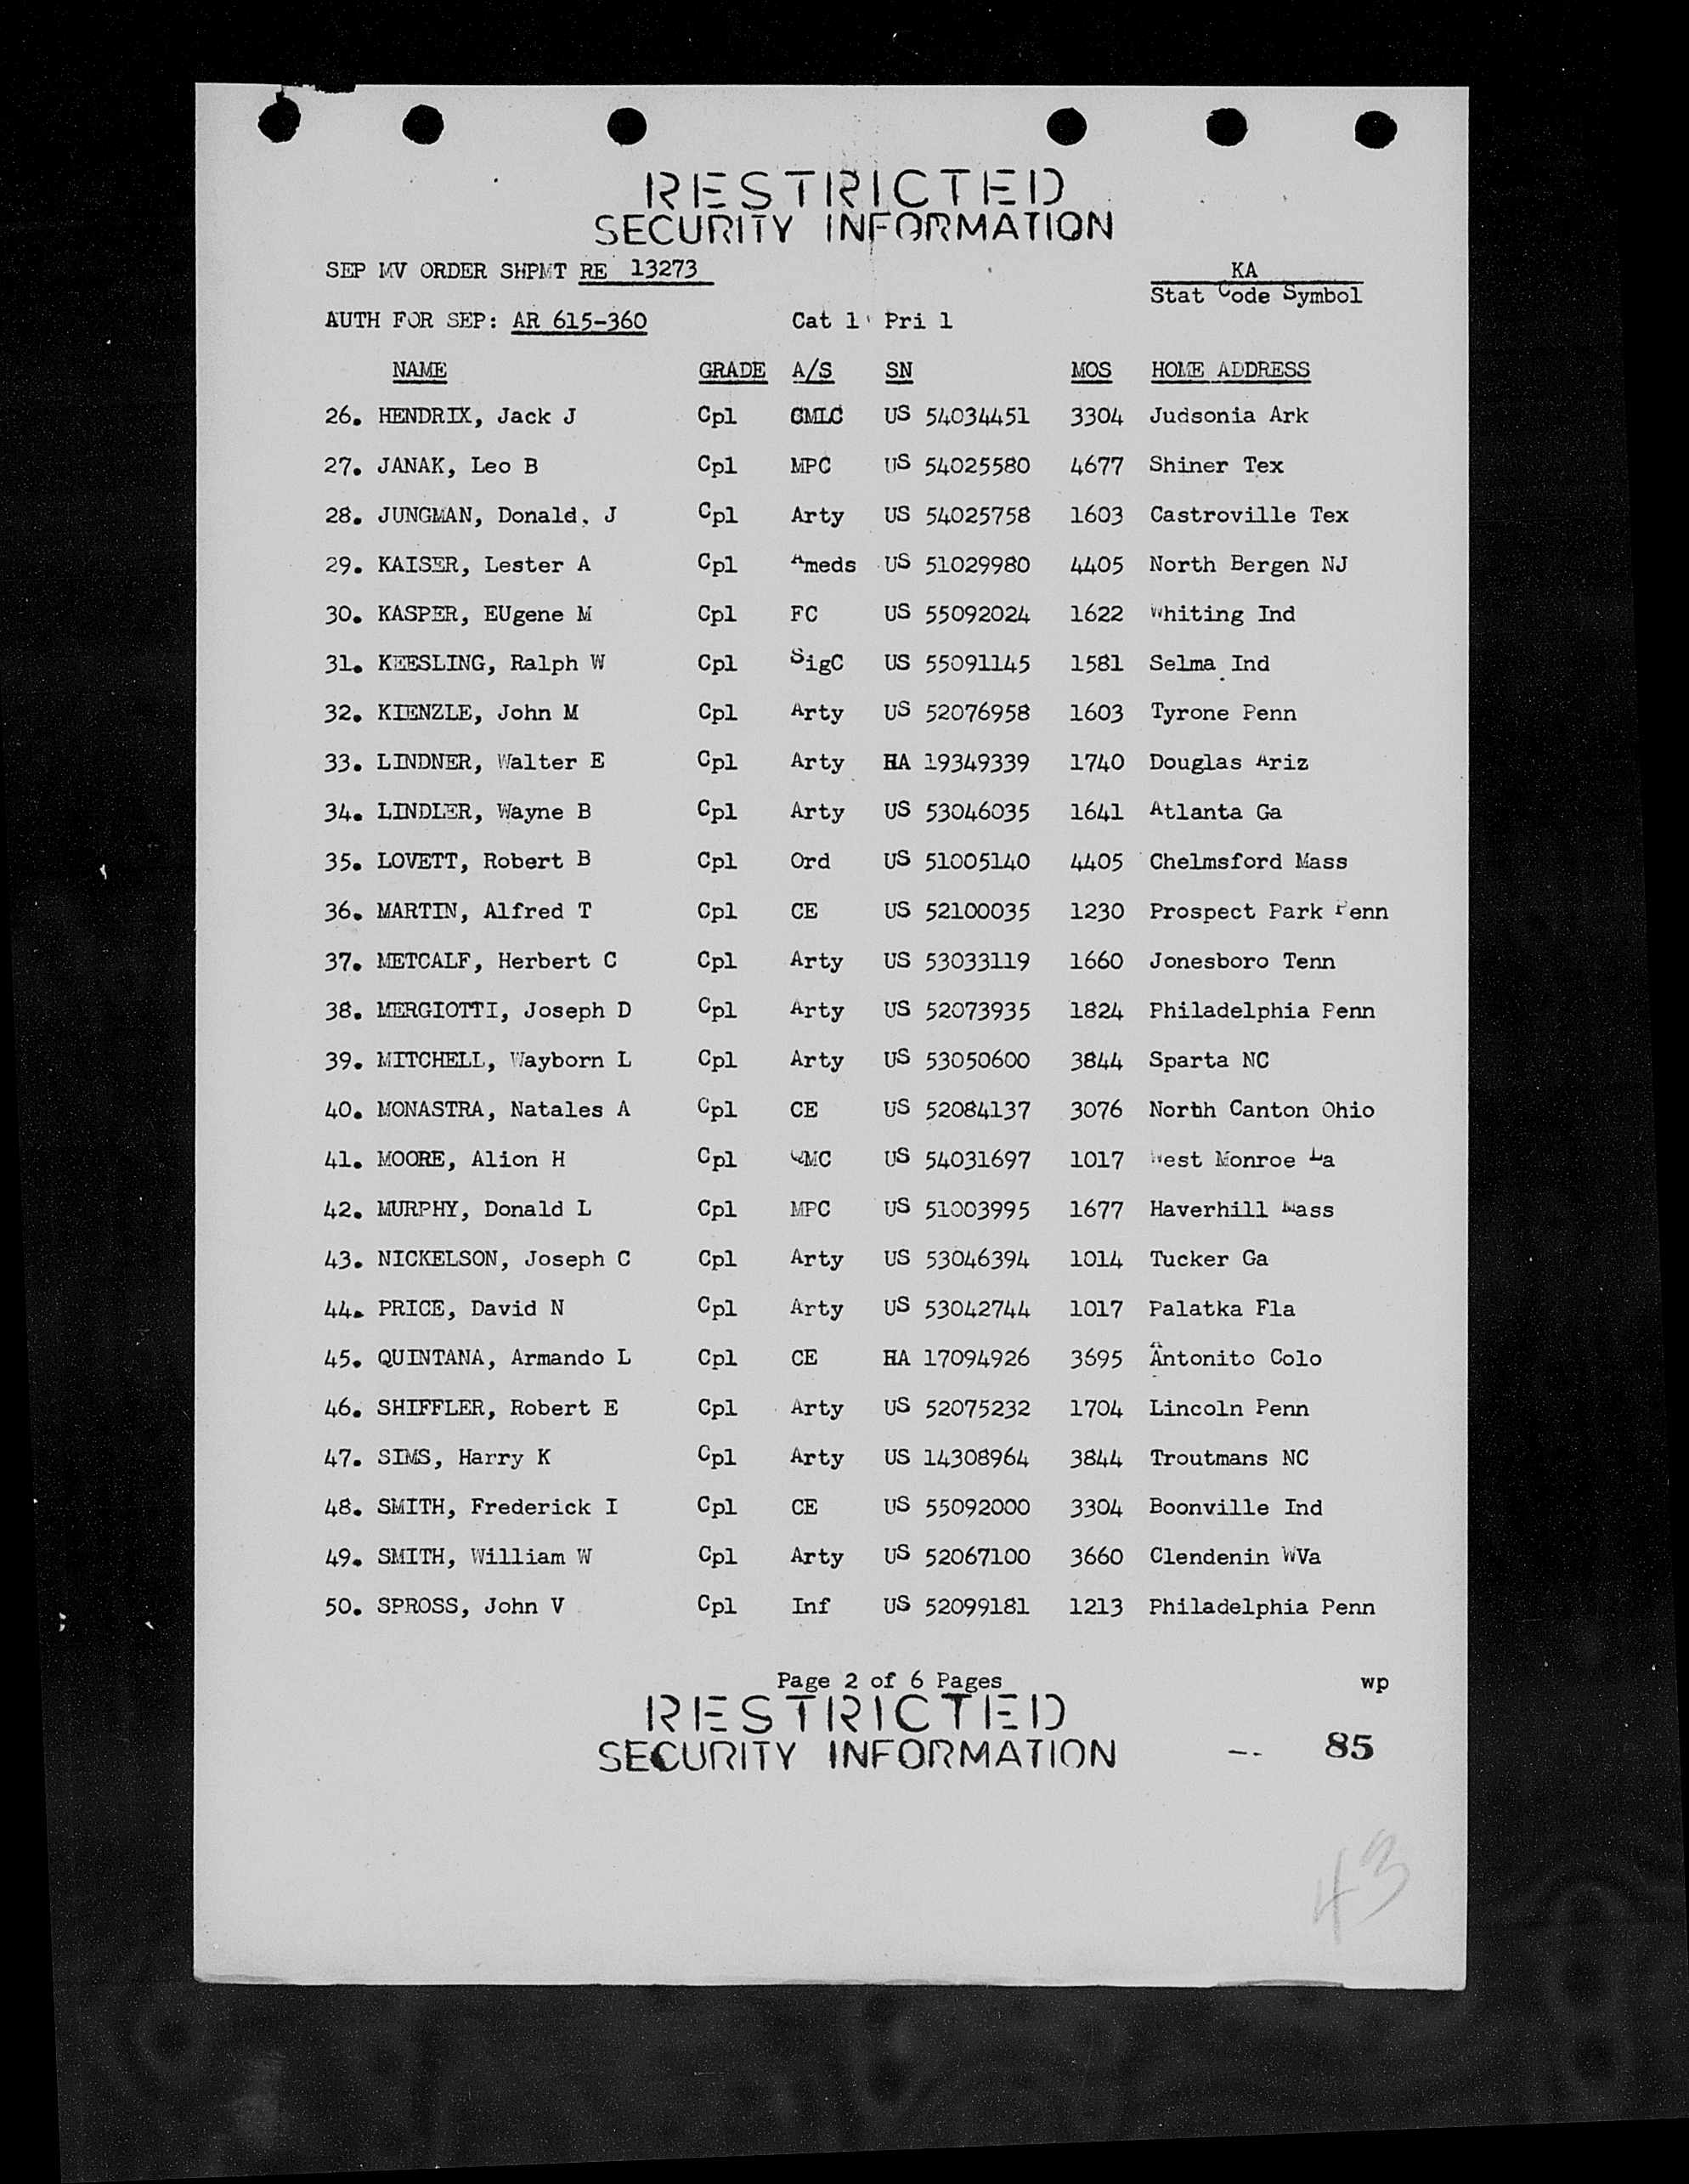 RESTRICTED
SECURITY INFORMATION
SEP MV ORDER SHPMT RE 13273 KA
Stat Code Symbol
AUTH FOR SEP: AR 615-360 Cat 1 Pri 1
NAME GRADE A/S SN MOS HOME ADDRESS
26. HENDRIX, Jack J Cpl CMLC US 54034451 3304 Judsonia Ark
27. JANAK, Leo B Cpl MPC US 54025580 4677 Shiner Tex
28. JUNGMAN, Donald, J Cpl Arty US 54025758 1603 Castroville Tex
29. KAISER, Lester A Cpl Ameds US 51029980 4405 North Bergen NJ
30. KASPER, EUgene M Cpl FC US 55092024 1622 Whiting Ind
31. KEESLING, Ralph W Cpl SigC US 55091145 1581 Selma Ind
32. KIENZLE, John M Cpl Arty US 52076958 1603 Tyrone Penn
33. LINDNER, Walter E Cpl Arty RA 19349339 1740 Douglas Ariz
34. LINDLER, Wayne B Cpl Arty US 53046035 1641 Atlanta Ga
35. LOVETT, Robert B Cpl Ord US 51005140 4405 Chelmsford Mass
36. MARTIN, Alfred T Cpl CE US 52100035 1230 Prospect Park Penn
37. METCALF, Herbert C Cpl Arty US 53033119 1660 Jonesboro Tenn
38. MERGIOTTI, Joseph D Cpl Arty US 52073935 1824 Philadelphia Penn
39. MITCHELL, Wayborn L Cpl Arty US 53050600 3844 Sparta NC
40. MONASTRA, Natales A Cpl CE US 52084137 3076 North Canton Ohio
41. MOORE, Alion H Cpl QMC US 54031697 1017 West Monroe La
42. MURPHY, Donald L Cpl MPC US 51003995 1677 Haverhill Mass
43. NICKELSON, Joseph C Cpl Arty US 53046394 1014 Tucker Ga
44. PRICE, David N Cpl Arty US 53042744 1017 Palatka Fla
45. QUINTANA, Armando L Cpl CE RA 17094926 3695 Antonito Colo
46. SHIFFLER, Robert E Cpl Arty US 52075232 1704 Lincoln Penn
47. SIMS, Harry K Cpl Arty US 14308964 3844 Troutmans NC
48. SMITH, Frederick I Cpl CE US 55092000 3304 Boonville Ind
49. SMITH, William W Cpl Arty US 52067100 3660 Clendenin WVa
50. SPROSS, John V Cpl Inf US 52099181 1213 Philadelphia Penn
Page 2 of 6 Pages wp
RESTRICTED
SECURITY INFORMATION 85
43